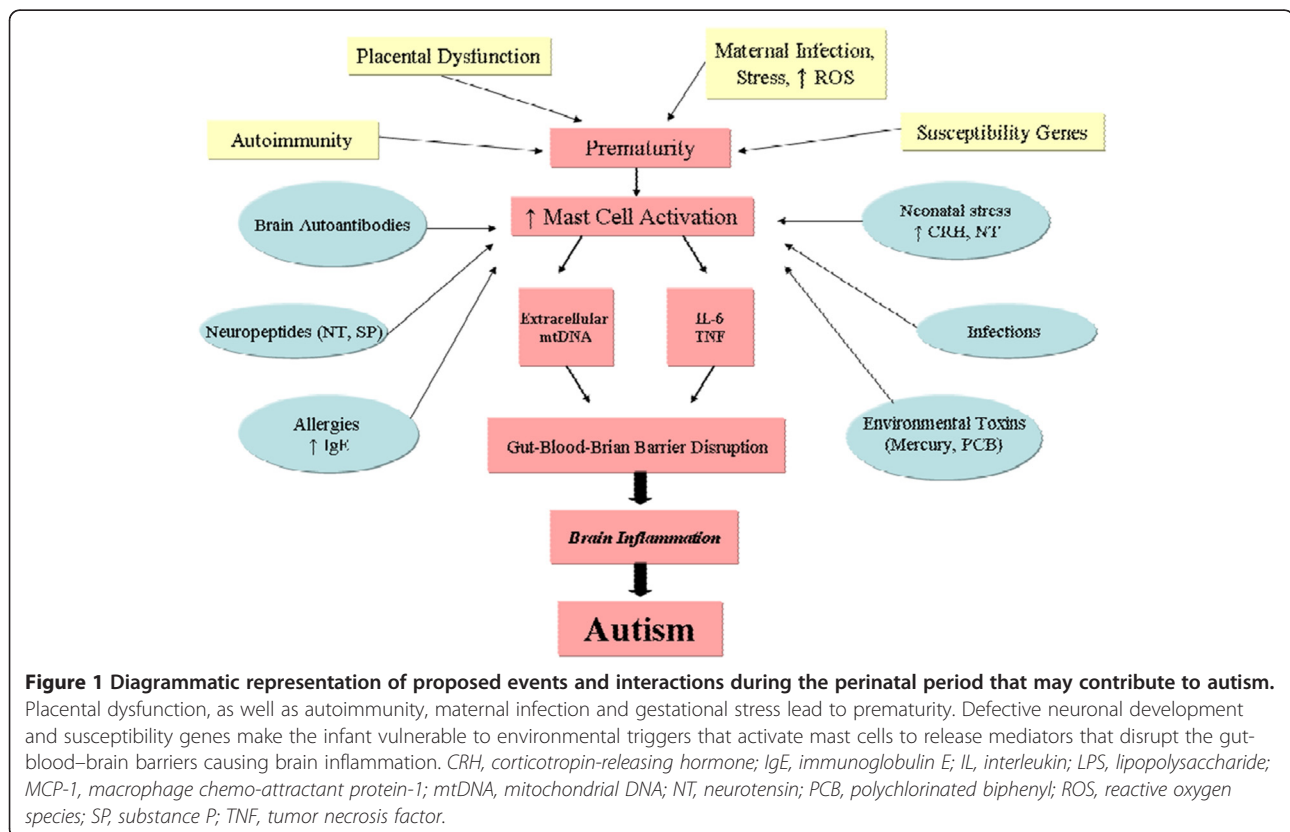 Placental Dysfunction
Maternal Infection,
Stress, ↑ ROS
Autoimmunity
Prematurity
Susceptibility Genes
Brain Autoantibodies
↑ Mast Cell Activation
Neonatal stress
↑ CRH, NT
Neuropeptides (NT, SP)
Extracellular
mtDNA
IL-6
TNF
Infections
Allergies
↑ IgE
Gut-Blood-Brian Barrier Disruption
Environmental Toxins
(Mercury, PCB)
Brain Inflammation
Autism
Figure 1 Diagrammatic representation of proposed events and interactions during the perinatal period that may contribute to autism.
Placental dysfunction, as well as autoimmunity, maternal infection and gestational stress lead to prematurity. Defective neuronal development
and susceptibility genes make the infant vulnerable to environmental triggers that activate mast cells to release mediators that disrupt the gut-
blood–brain barriers causing brain inflammation. CRH, corticotropin-releasing hormone; IgE, immunoglobulin E; IL, interleukin; LPS, lipopolysaccharide;
MCP-1, macrophage chemo-attractant protein-1; mtDNA, mitochondrial DNA; NT, neurotensin; PCB, polychlorinated biphenyl; ROS, reactive oxygen
species; SP, substance P; TNF, tumor necrosis factor.